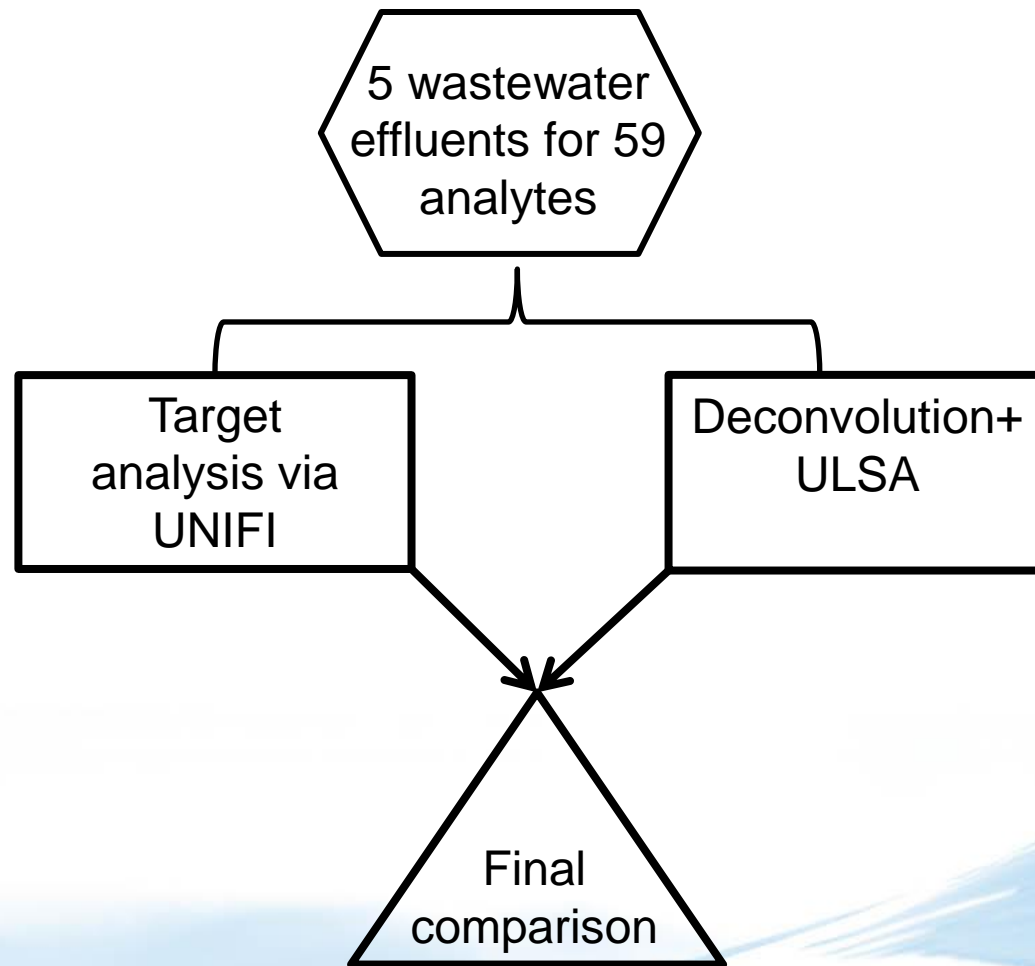 5 wastewater
effluents for 59
analytes
Target
analysis via
UNIFI
Deconvolution+
ULSA
Final
comparison